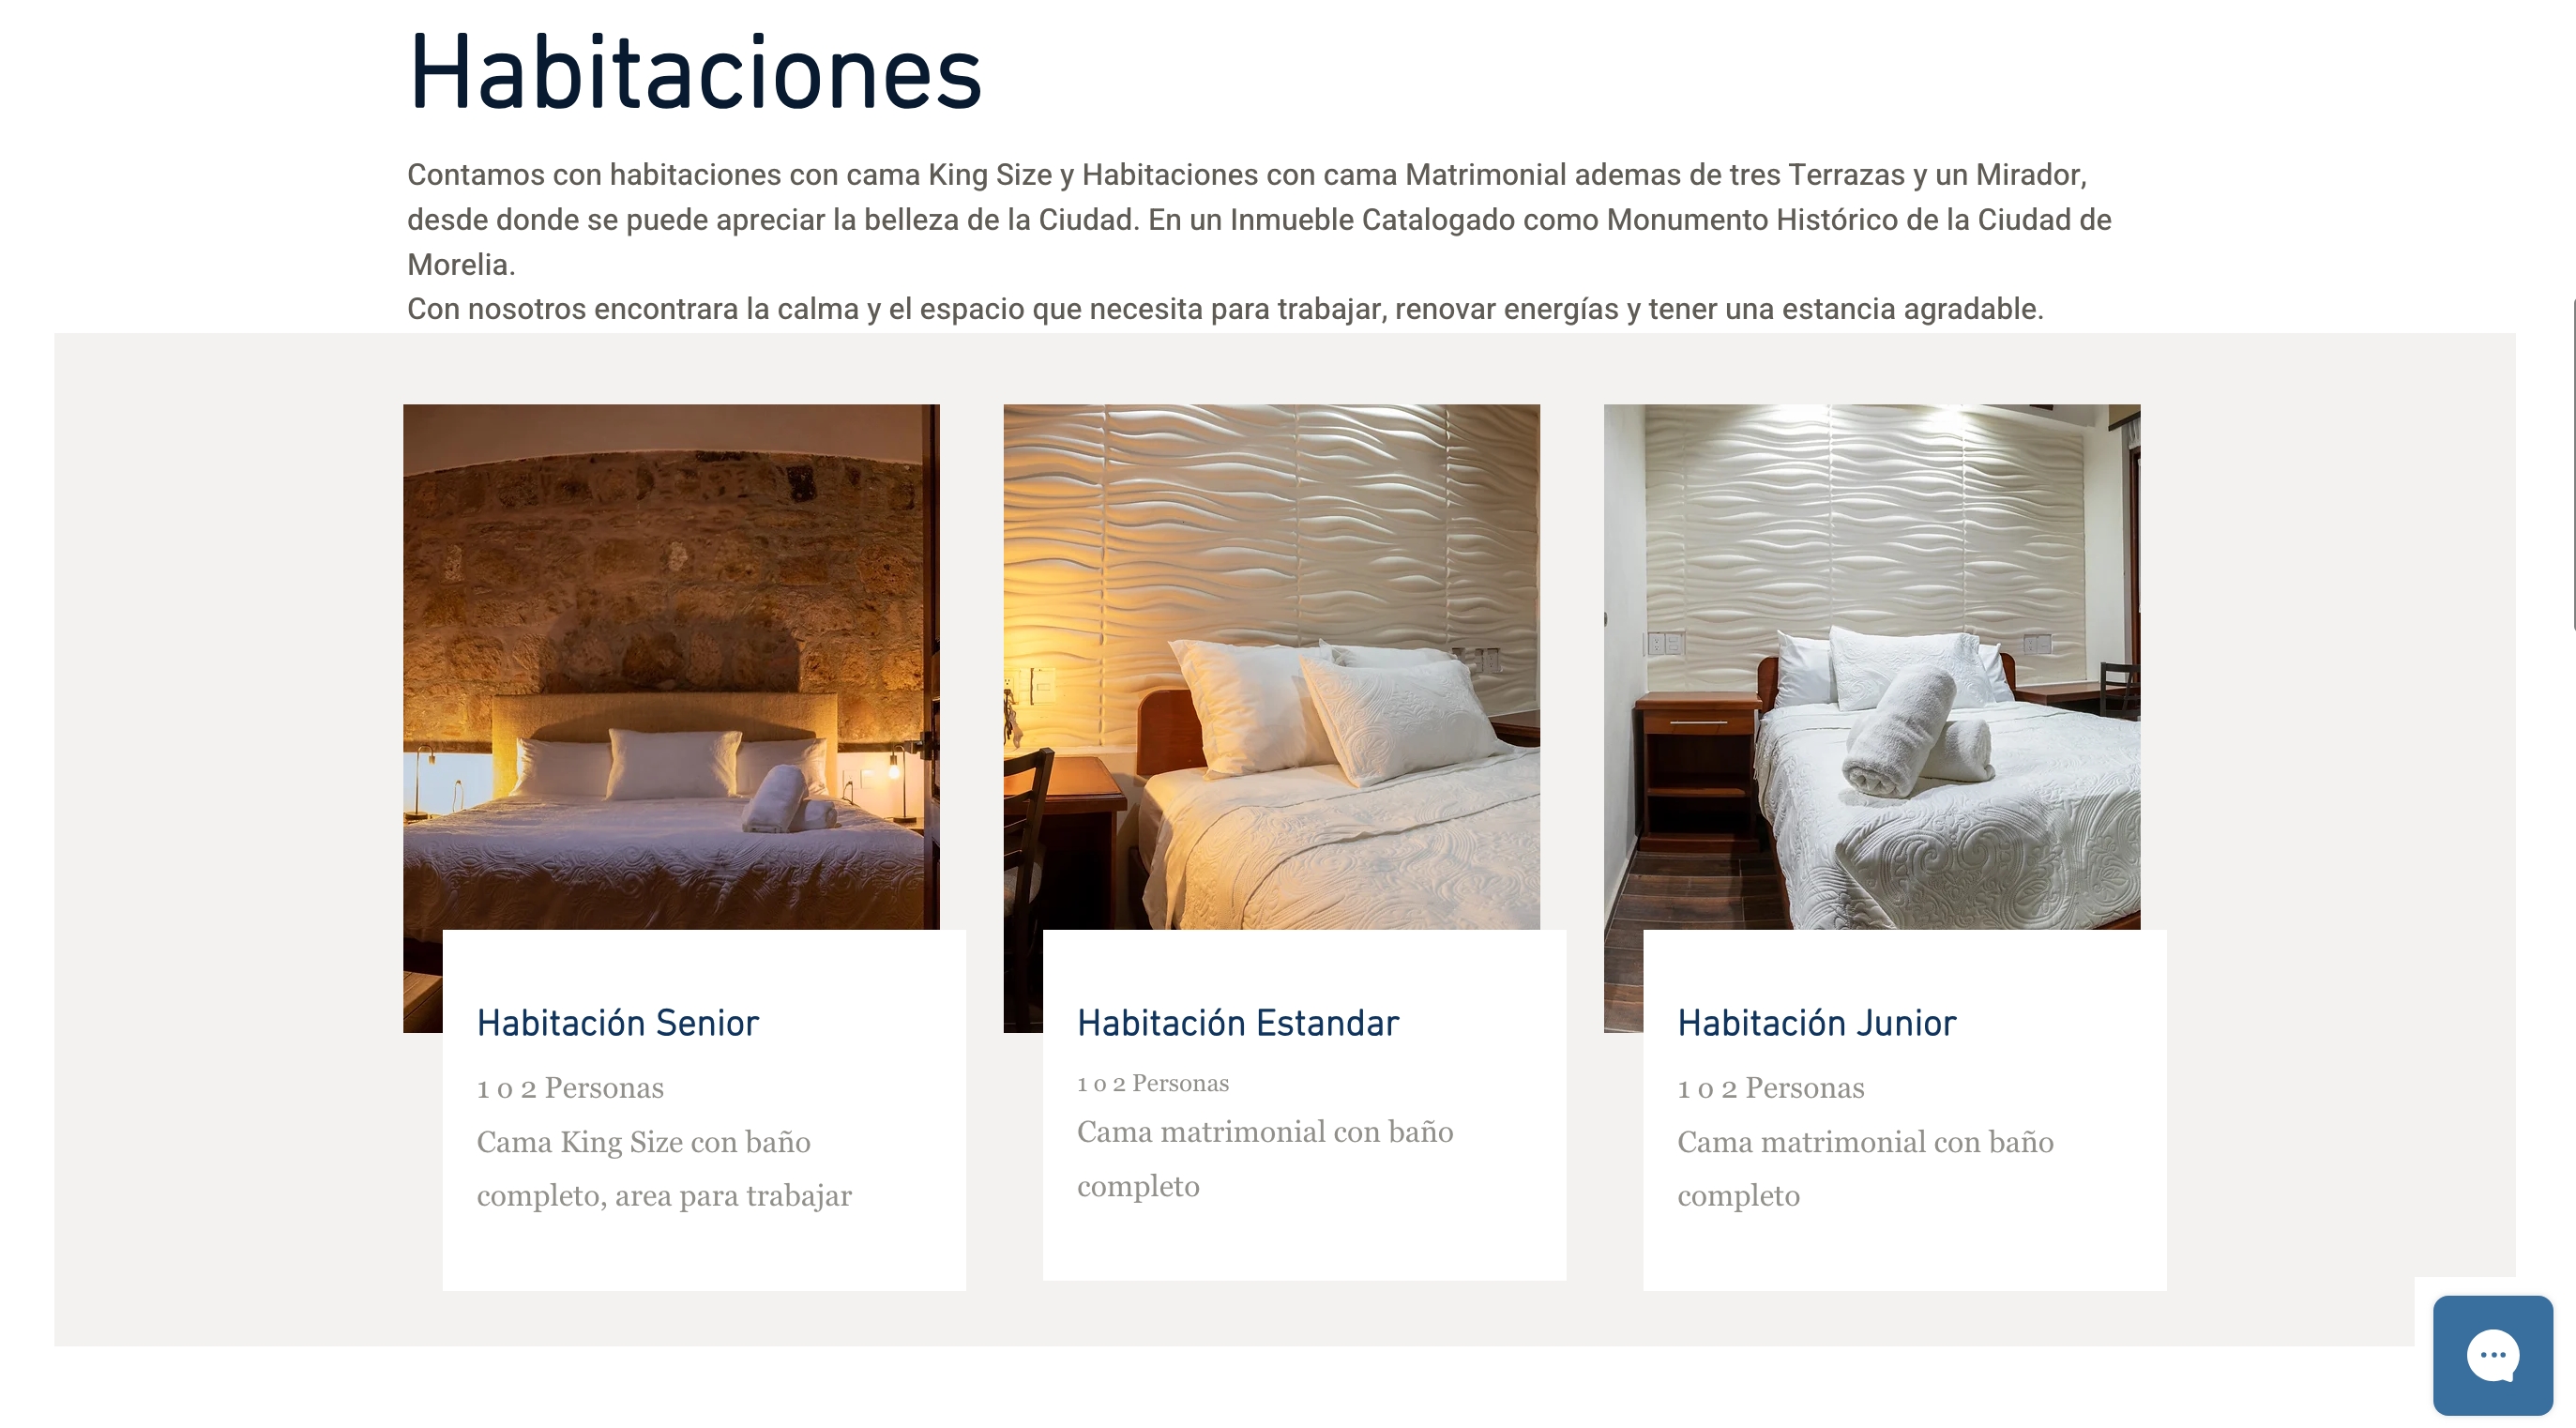 Habitaciones
Contamos con habitaciones con cama King Size y Habitaciones con cama Matrimonial ademas de tres Terrazas y un Mirador,
desde donde se puede apreciar la belleza de la Ciudad. En un Inmueble Catalogado como Monumento Histórico de la Ciudad de
Morelia.
Con nosotros encontrara la calma y el espacio que necesita para trabajar, renovar energías y tener una estancia agradable.
Habitación Senior
1 o 2 Personas
Cama King Size con baño
completo, area para trabajar
Habitación Estandar
1 o 2 Personas
Cama matrimonial con baño
completo
Habitación Junior
1 o 2 Personas
Cama matrimonial con baño
completo